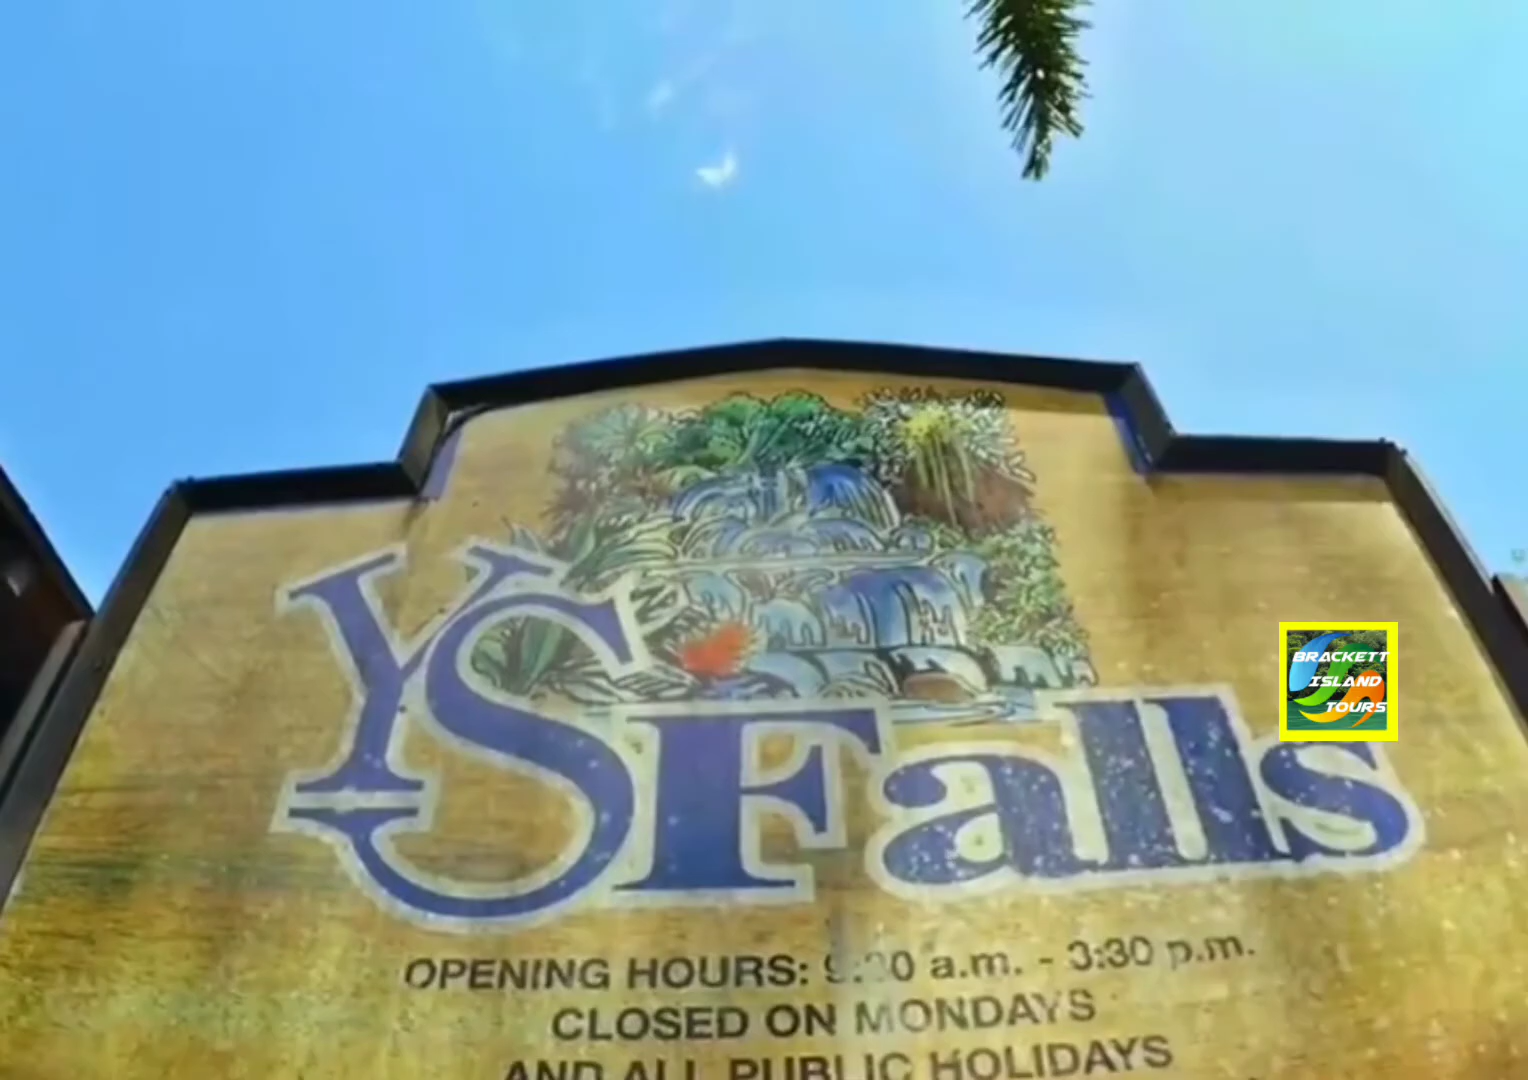 BRACKETT
ISLAND
TOURS
YS Falls
OPENING HOURS: a.m. - 3:30 p.m.
CLOSED ON MONDAYS
AND ALL PUBLIC HOLIDAYS